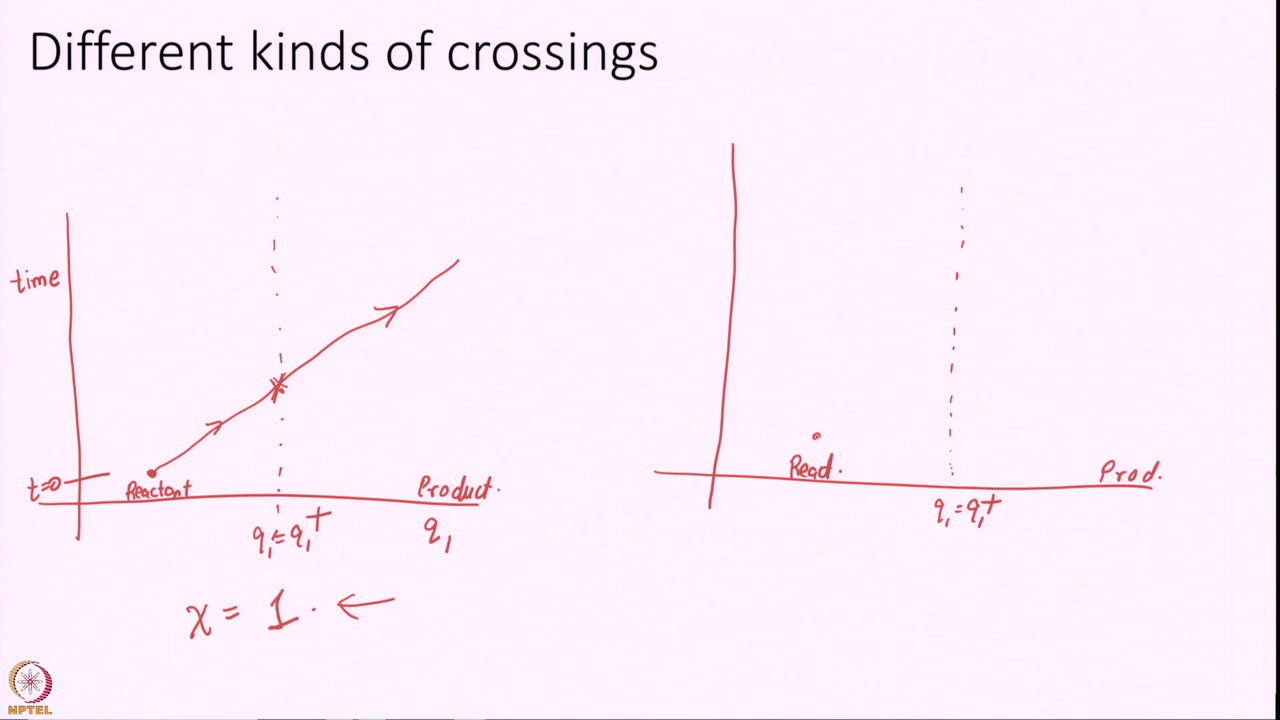 Different kinds of crossings
time
t=0
Reactant
Product.
q₁=q₁‡
q₁
χ = 1.
React.
Prod.
q₁=q₁‡
NPTEL